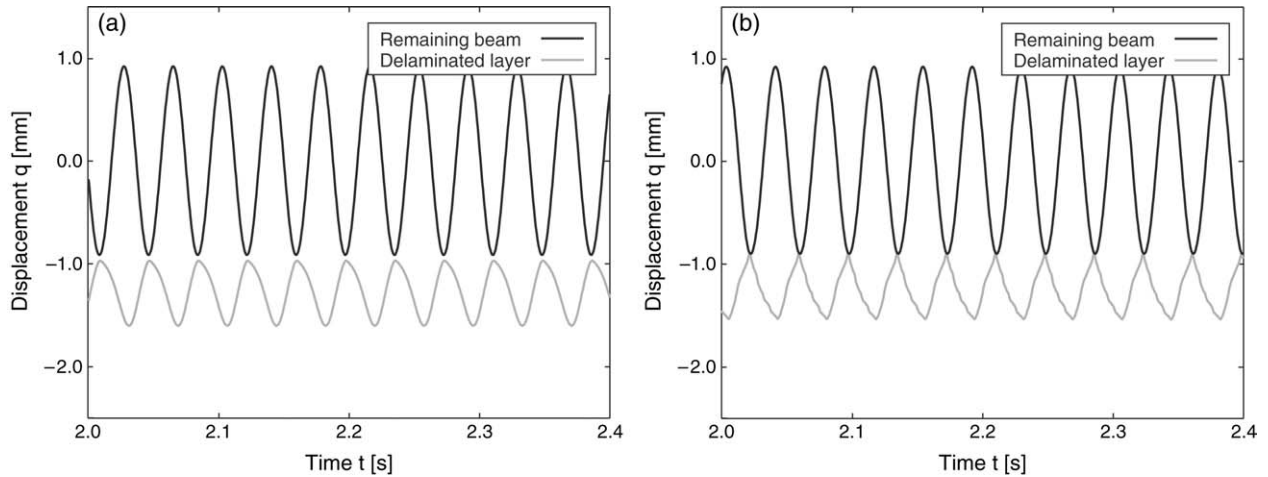 (a)
Remaining beam
Delaminated layer
1.0
0.0
−1.0
−2.0
Displacement q [mm]
2.0 2.1 2.2 2.3 2.4
Time t [s]
(b)
Remaining beam
Delaminated layer
1.0
0.0
−1.0
−2.0
Displacement q [mm]
2.0 2.1 2.2 2.3 2.4
Time t [s]